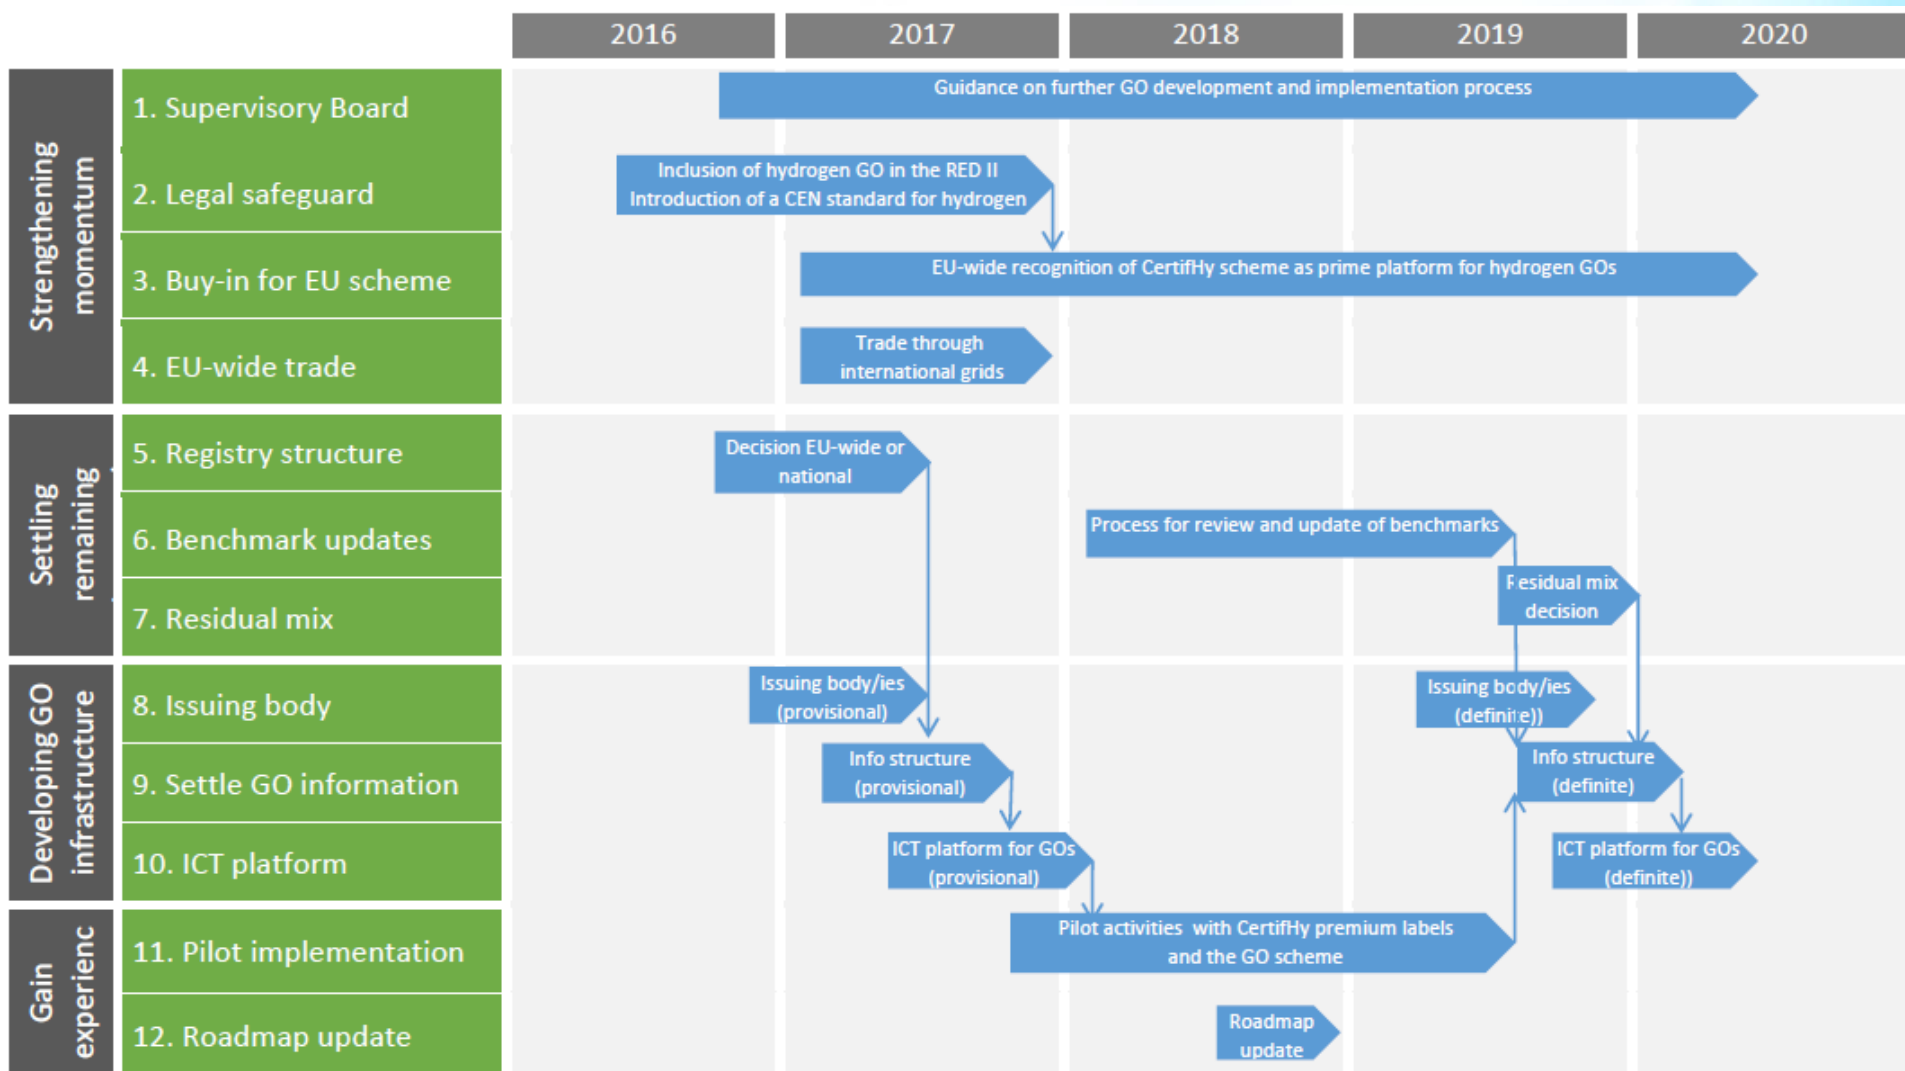 2016 2017 2018 2019 2020
Strengthening
momentum
1. Supervisory Board
Guidance on further GO development and implementation process
2. Legal safeguard
Inclusion of hydrogen GO in the RED II
Introduction of a CEN standard for hydrogen
3. Buy-in for EU scheme
EU-wide recognition of CertifHy scheme as prime platform for hydrogen GOs
4. EU-wide trade
Trade through
international grids
Settling
remaining
5. Registry structure
Decision EU-wide or
national
6. Benchmark updates
Process for review and update of benchmarks
7. Residual mix
Residual mix
decision
Developing GO
infrastructure
8. Issuing body
Issuing body/ies
(provisional)
Issuing body/ies
(definite))
9. Settle GO information
Info structure
(provisional)
Info structure
(definite)
10. ICT platform
ICT platform for GOs
(provisional)
ICT platform for GOs
(definite))
Gain
experienc
11. Pilot implementation
Pilot activities with CertifHy premium labels
and the GO scheme
12. Roadmap update
Roadmap
update